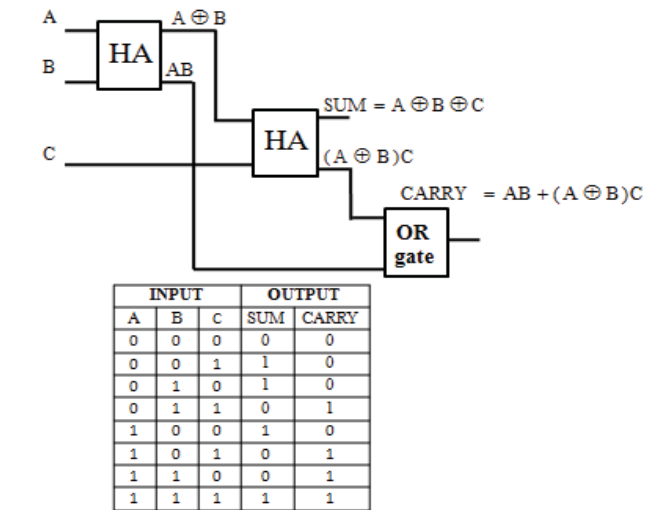 A
A ⊕ B
HA
B
AB
SUM = A ⊕ B ⊕ C
HA
C
(A ⊕ B)C
CARRY = AB + (A ⊕ B)C
OR
gate
INPUT OUTPUT
A B C SUM CARRY
0 0 0 0 0
0 0 1 1 0
0 1 0 1 0
0 1 1 0 1
1 0 0 1 0
1 0 1 0 1
1 1 0 0 1
1 1 1 1 1